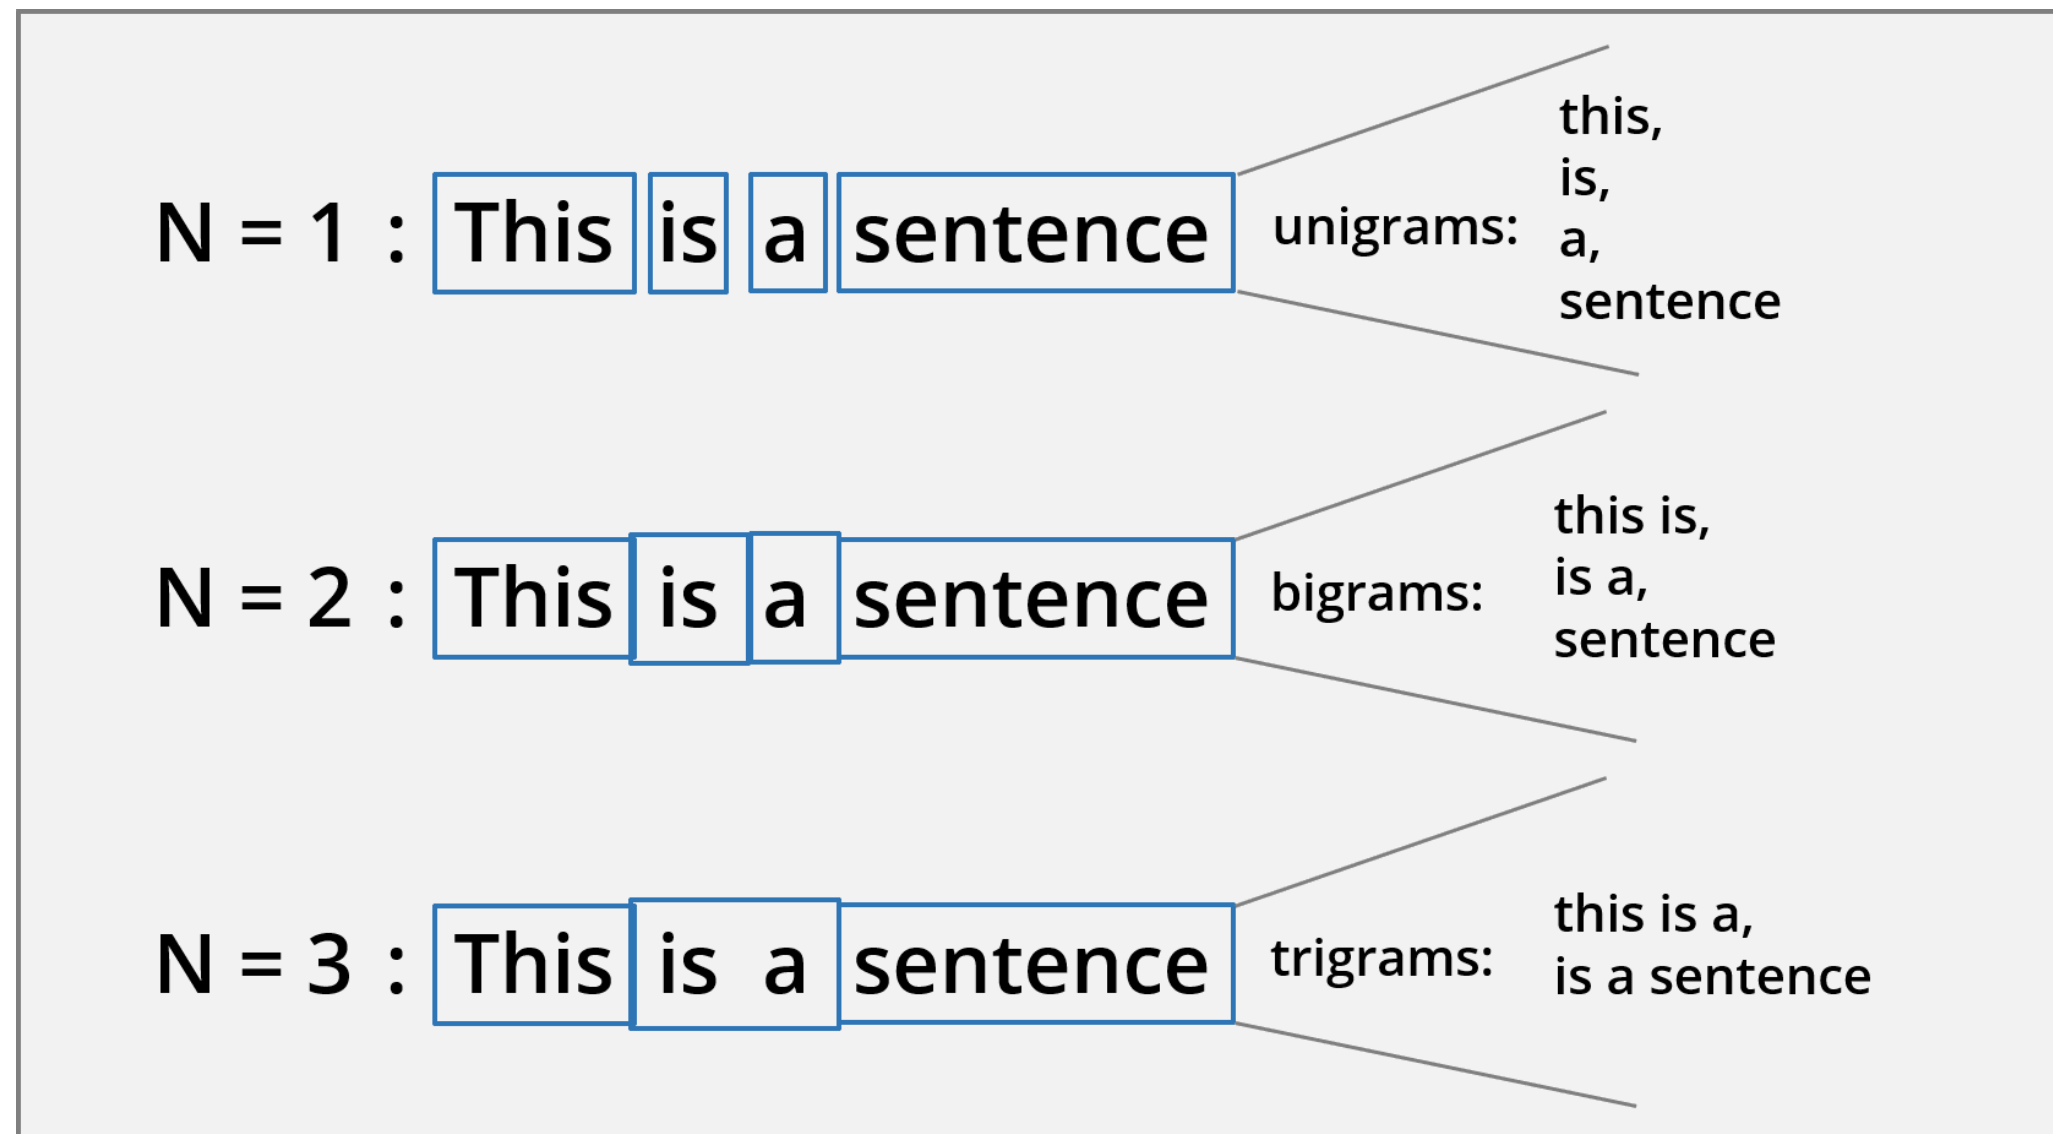 N = 1 : This is a sentence
unigrams:
this,
is,
a,
sentence
N = 2 : This is a sentence
bigrams:
this is,
is a,
sentence
N = 3 : This is a sentence
trigrams:
this is a,
is a sentence